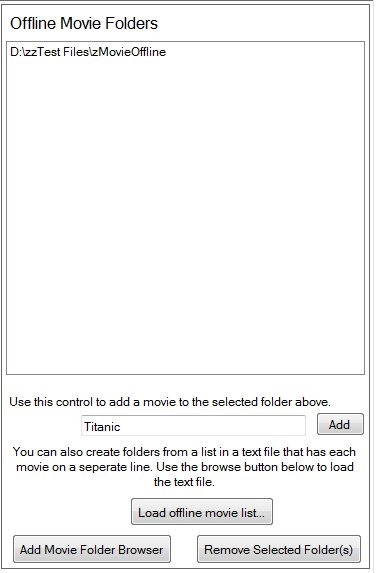 Offline Movie Folders
D:\zzTest Files\zMovieOffline
Use this control to add a movie to the selected folder above.
Titanic
Add
You can also create folders from a list in a text file that has each
movie on a seperate line. Use the browse button below to load
the text file.
Load offline movie list...
Add Movie Folder Browser
Remove Selected Folder(s)